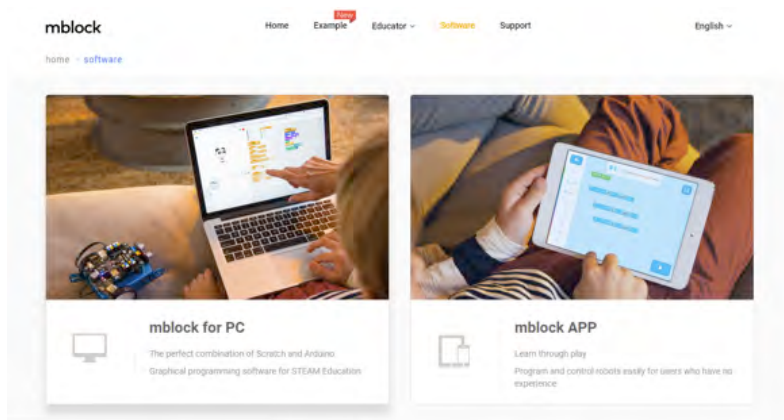 mblock
Home
New
Example
Educator
Software
Support
English
home - software
mblock for PC
The perfect combination of Scratch and Arduino
Graphical programming software for STEAM Education
mblock APP
Learn through play
Program and control robots easily for users who have no
experience